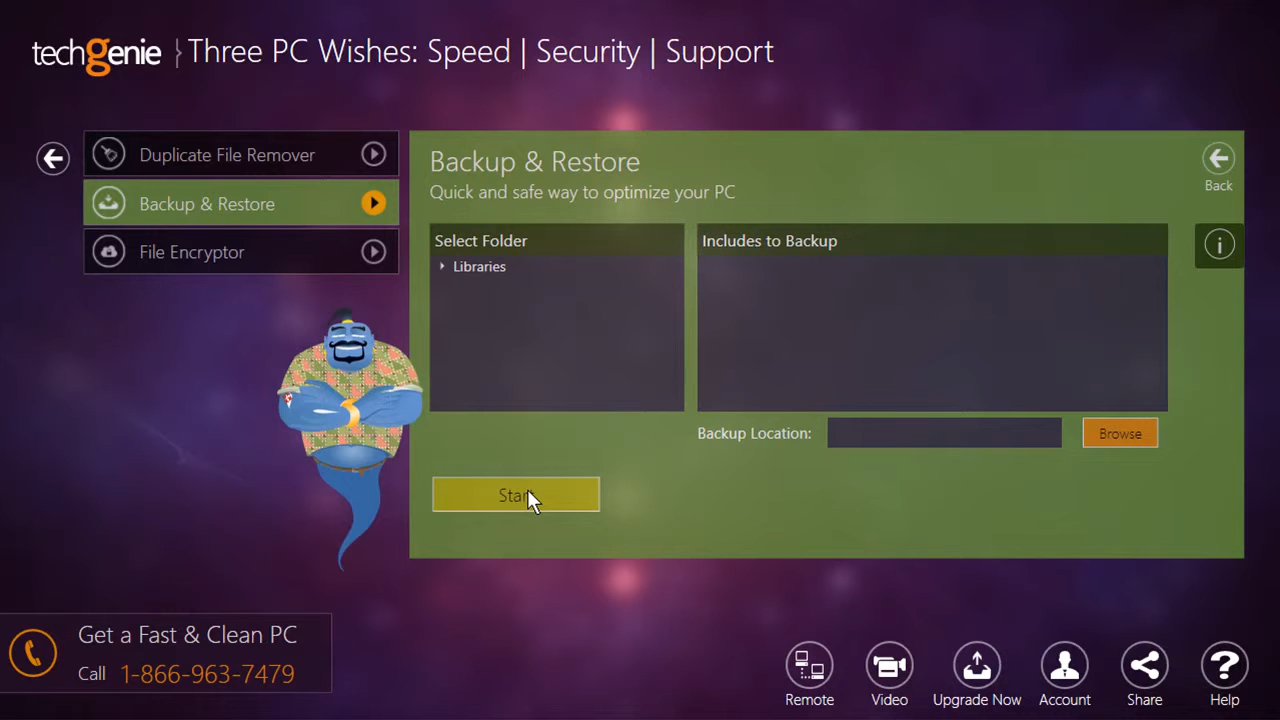 techgenie Three PC Wishes: Speed | Security | Support
Duplicate File Remover
Backup & Restore
File Encryptor
Backup & Restore
Quick and safe way to optimize your PC
Back
Select Folder
Libraries
Includes to Backup
i
Backup Location:
Browse
Get a Fast & Clean PC
Call 1-866-963-7479
Remote
Video
Upgrade Now
Account
Share
? Help